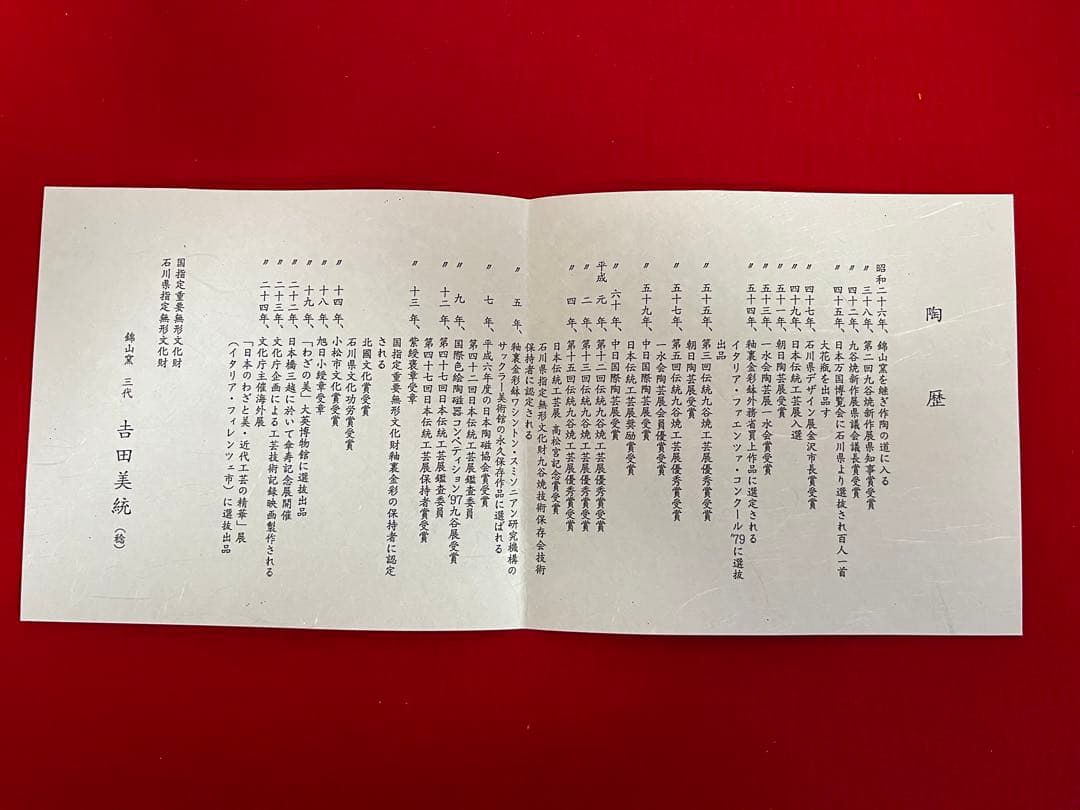 陶歴
昭和二十六年、錦山窯を継ぎ作陶の道に入る
〃 三十八年、第二回九谷焼新作展県知事賞受賞
〃 四十二年、九谷焼新作展県議会議長賞受賞
〃 四十五年、日本万国博覧会に石川県より選抜され百人一首
大花瓶を出品す
〃 四十七年、石川県デザイン展金沢市長賞受賞
〃 四十九年、日本伝統工芸展入選
〃 五十一年、朝日陶芸展受賞
〃 五十三年、一水会陶芸展一水会賞受賞
〃 五十四年、釉裏金彩鉢外務省買上作品に選定される
イタリア・ファエンツァ・コンクール'79に選抜
出品
〃 五十五年、第三回伝統九谷焼工芸展優秀賞受賞
朝日陶芸展受賞
〃 五十七年、第五回伝統九谷焼工芸展優秀賞受賞
一水会陶芸展会員優賞受賞
〃 五十九年、中日国際陶芸展受賞
日本伝統工芸展奨励賞受賞
〃 六十年、中日国際陶芸展受賞
平成 元年、第十二回伝統九谷焼工芸展優秀賞受賞
〃 二年、第十三回伝統九谷焼工芸展優秀賞受賞
〃 四年、第十五回伝統九谷焼工芸展優秀賞受賞
日本伝統工芸展 高松宮記念賞受賞
石川県指定無形文化財九谷焼技術保存会技術
保持者に認定される
〃 五年、釉裏金彩鉢ワシントン・スミソニアン研究機構の
サックラー美術館の永久保存作品に選ばれる
〃 七年、平成六年度の日本陶磁協会賞受賞
第四十二回日本伝統工芸展鑑査委員
〃 九年、国際色絵陶磁器コンペティション'97九谷展受賞
〃 十二年、第四十七回日本伝統工芸展鑑査委員
第四十七回日本伝統工芸展保持者賞受賞
〃 十三年、紫綬褒章受章
国指定重要無形文化財釉裏金彩の保持者に認定
される
北國文化賞受賞
石川県文化功労賞受賞
〃 十四年、小松市文化賞受賞
〃 十八年、旭日小綬章受章
〃 十九年、「わざの美」大英博物館に選抜出品
〃 二十二年、日本橋三越に於いて傘寿記念展開催
〃 二十三年、文化庁企画による工芸技術記録映画製作される
〃 二十四年、文化庁主催海外展
「日本のわざと美・近代工芸の精華」展
（イタリア・フィレンツェ市）に選抜出品
国指定重要無形文化財
石川県指定無形文化財
錦山窯 三代 吉田美統（稔）